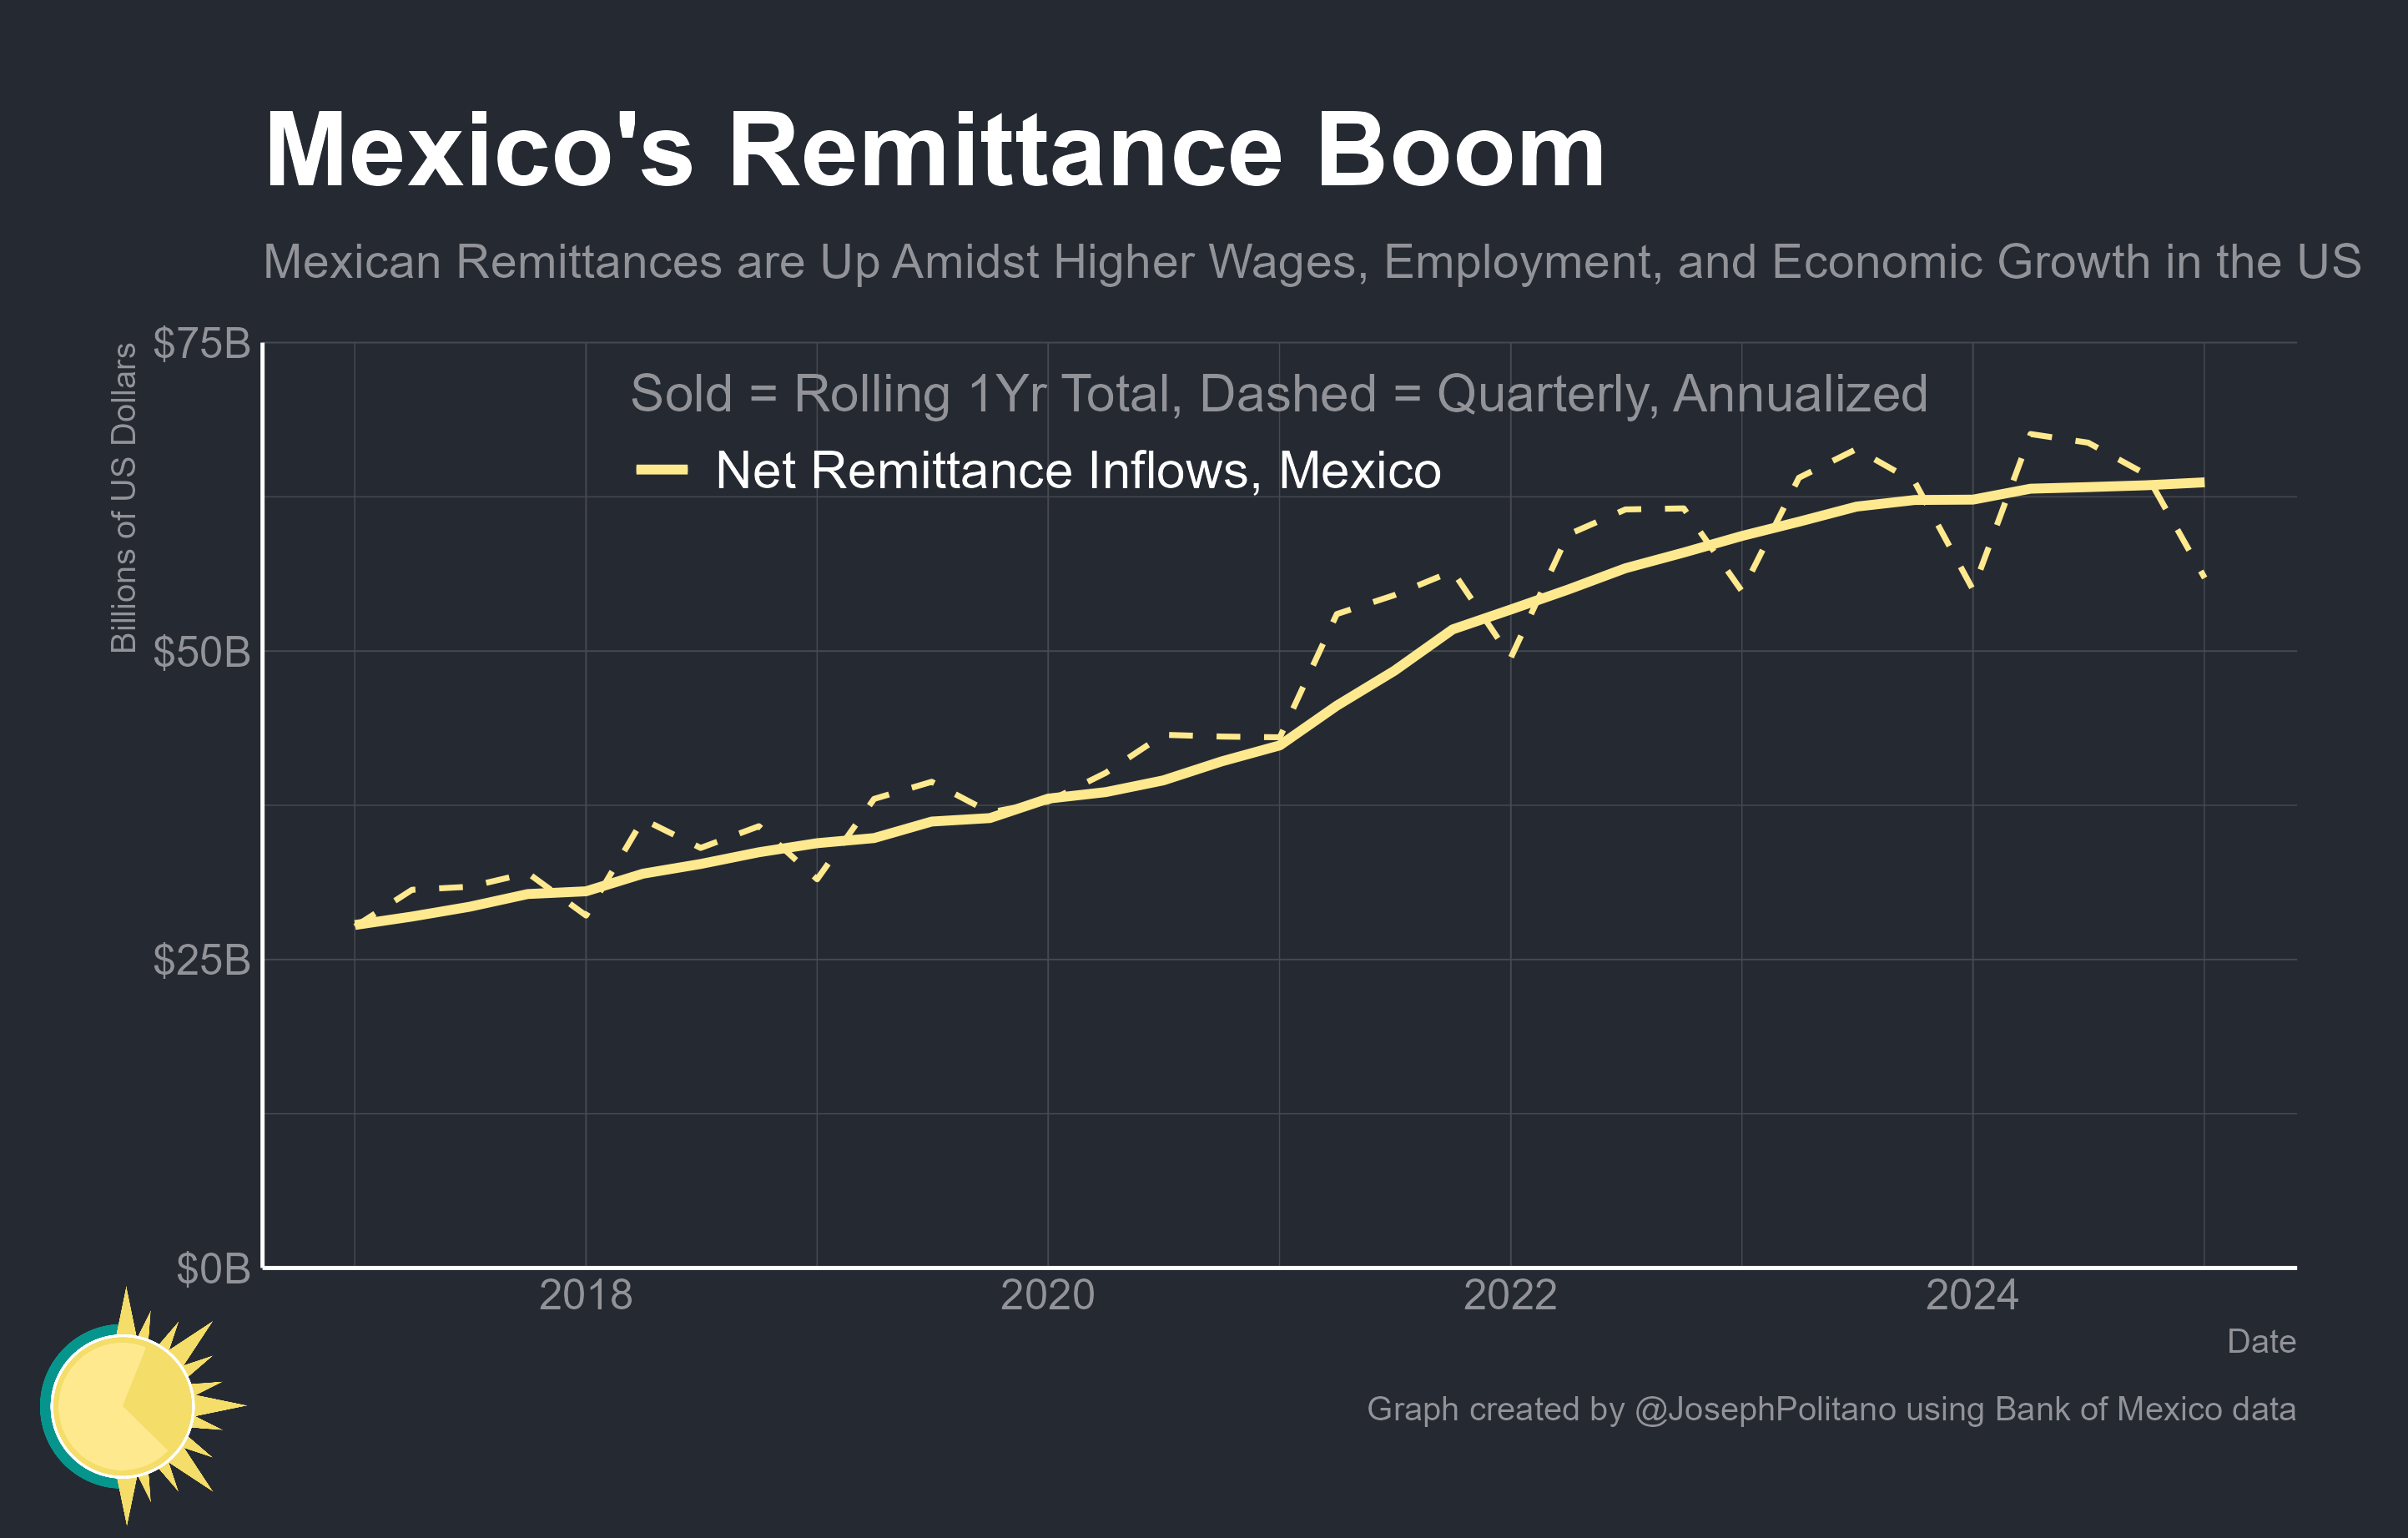 Mexico's Remittance Boom
Mexican Remittances are Up Amidst Higher Wages, Employment, and Economic Growth in the US
Billions of US Dollars
$75B
$50B
$25B
$0B
Sold = Rolling 1Yr Total, Dashed = Quarterly, Annualized
Net Remittance Inflows, Mexico
2018 2020 2022 2024
Date
Graph created by @JosephPolitano using Bank of Mexico data